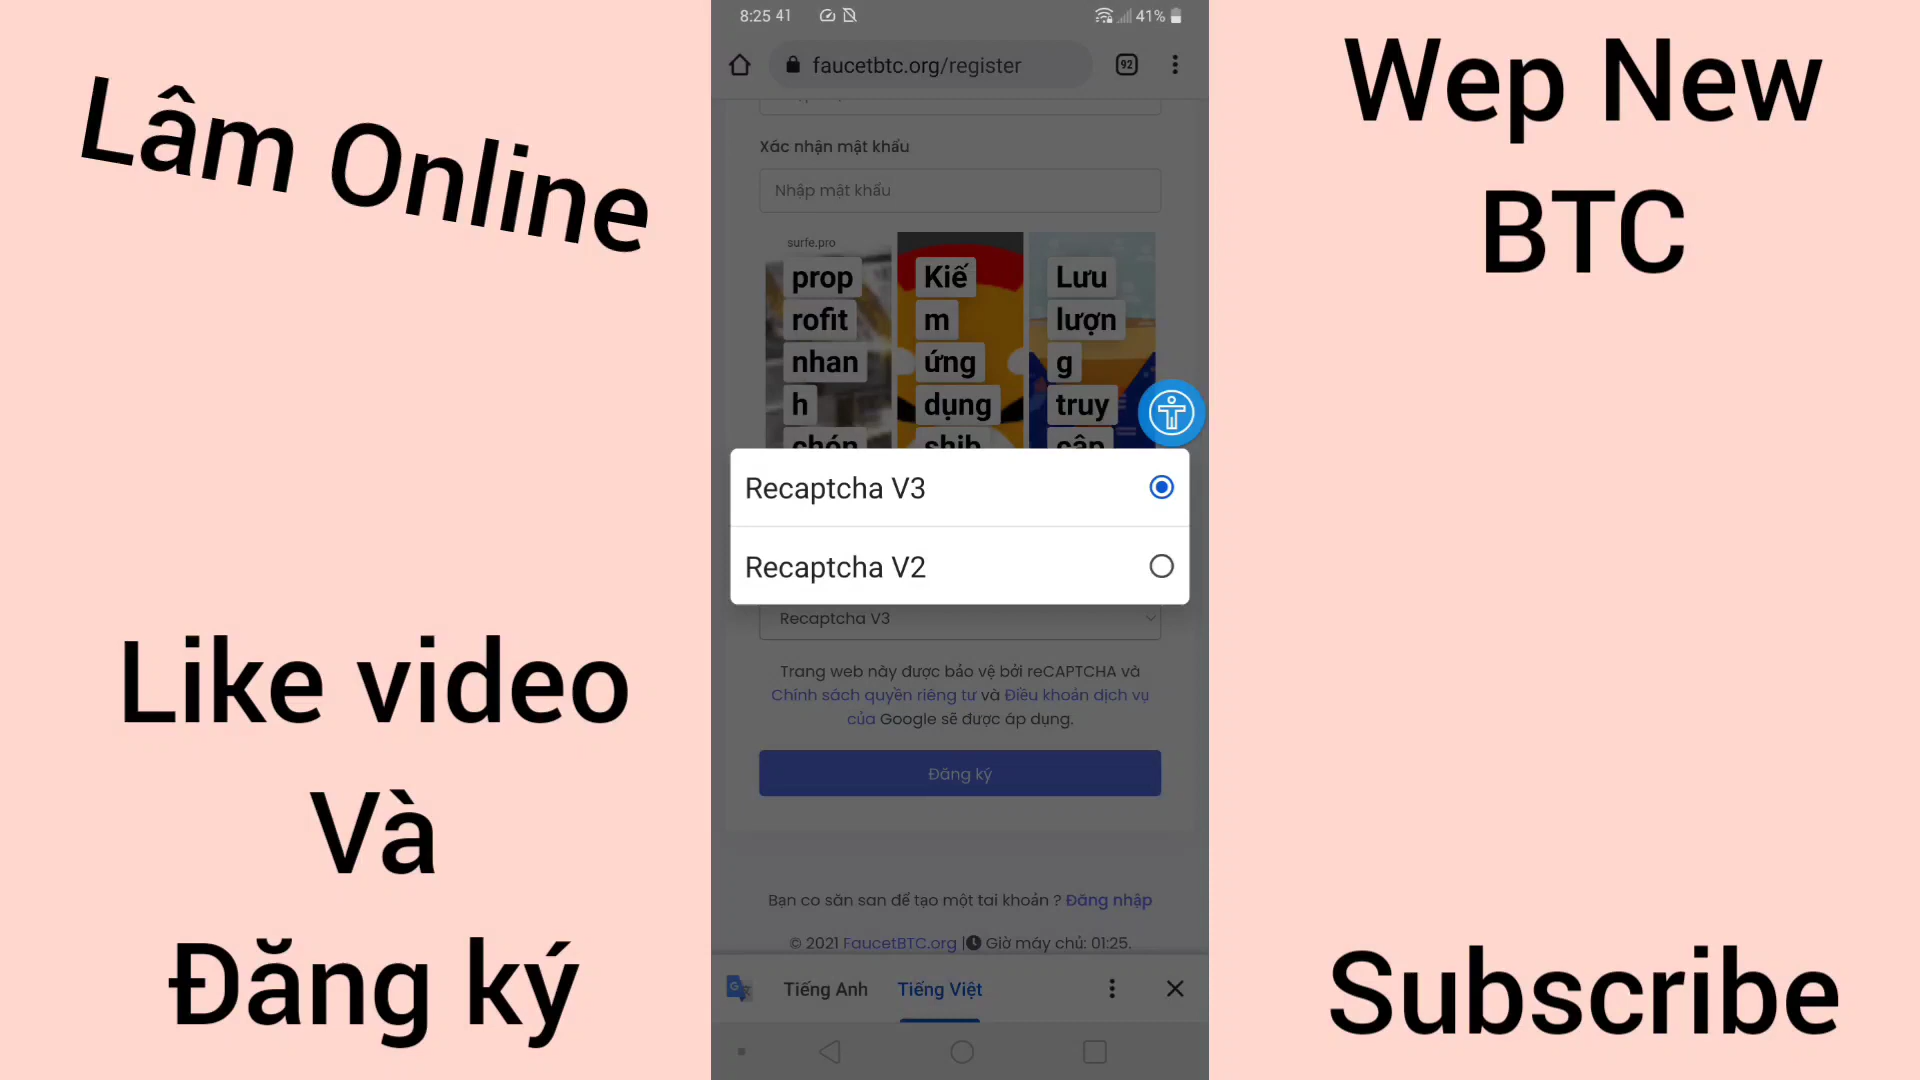 Lâm Online
Like video
Và
Đăng ký
8:25 41
41%
faucetbtc.org/register
92
Xác nhận mật khẩu
Nhập mật khẩu
surfe.pro
prop
rofit
nhan
h
chón
Kiế
m
ứng
dụng
shib
Lưu
lượn
g
truy
cập
Recaptcha V3
Recaptcha V2
Recaptcha V3
Trang web này được bảo vệ bởi reCAPTCHA và
Chính sách quyền riêng tư và Điều khoản dịch vụ
của Google sẽ được áp dụng.
Đăng ký
Bạn co săn san để tạo một tai khoản ? Đăng nhập
© 2021 FaucetBTC.org | Giờ máy chủ: 01:25.
Tiếng Anh Tiếng Việt
Wep New
BTC
Subscribe